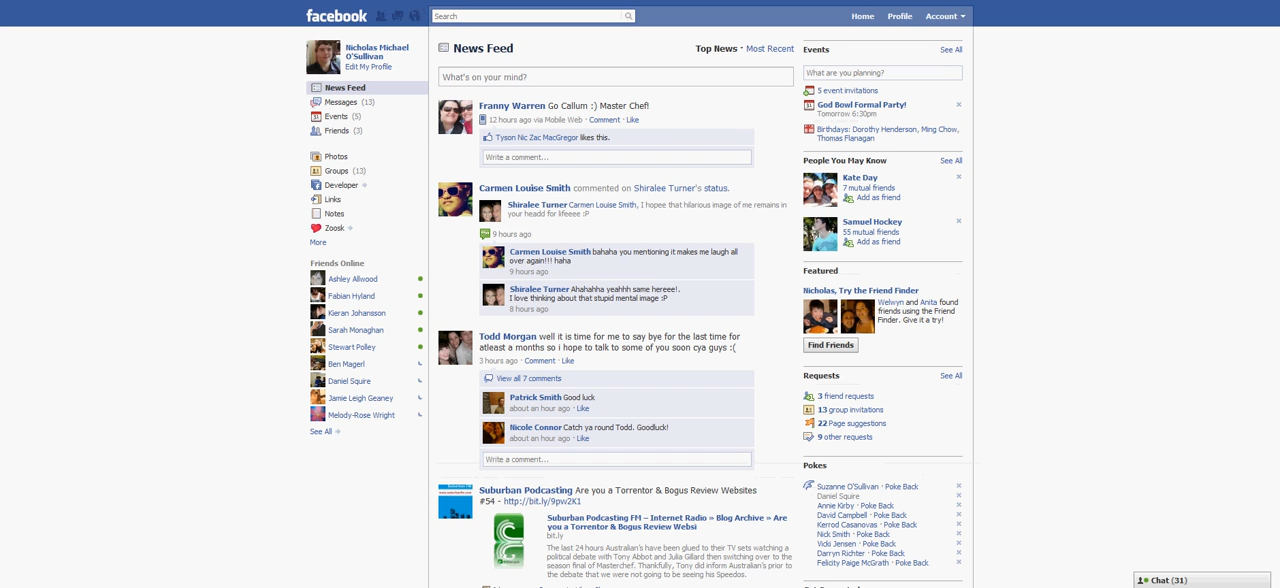 facebook
Search
Home
Profile
Account
Nicholas Michael
O'Sullivan
Edit My Profile
News Feed
Messages (13)
Events (5)
Friends (3)
Photos
Groups (13)
Developer
Links
Notes
Zoosk
More
Friends Online
Ashley Allwood
Fabian Hyland
Kieran Johansson
Sarah Monaghan
Stewart Polley
Ben Magerl
Daniel Squire
Jamie Leigh Geaney
Melody-Rose Wright
See All
News Feed
Top News · Most Recent
What's on your mind?
Franny Warren Go Callum :) Master Chef!
12 hours ago via Mobile Web · Comment · Like
Tyson Nic Zac MacGregor likes this.
Write a comment...
Carmen Louise Smith commented on Shiralee Turner's status.
Shiralee Turner Carmen Louise Smith, I hopee that hilarious image of me remains in
your headd for lifeeee :P
9 hours ago
Carmen Louise Smith bahaha you mentioning it makes me laugh all
over again!!! haha
9 hours ago
Shiralee Turner Ahahahha yeahhh same hereee!.
I love thinking about that stupid mental image :P
8 hours ago
Todd Morgan well it is time for me to say bye for the last time for
atleast a months so i hope to talk to some of you soon cya guys :(
3 hours ago · Comment · Like
View all 7 comments
Patrick Smith Good luck
about an hour ago · Like
Nicole Connor Catch ya round Todd. Goodluck!
about an hour ago · Like
Write a comment...
Suburban Podcasting Are you a Torrentor & Bogus Review Websites
#54 - http://bit.ly/9pw2K1
Suburban Podcasting FM – Internet Radio » Blog Archive » Are
you a Torrentor & Bogus Review Websi
bit.ly
The last 24 hours Australian's have been glued to their TV sets watching a
political debate with Tony Abbot and Julia Gillard then switching over to the
season final of Masterchef. Thankfully, Tony did inform Australian's prior to
the debate that we were not going to be seeing his Speedos.
Events
See All
What are you planning?
5 event invitations
God Bowl Formal Party!
Tomorrow 6:30pm
Birthdays: Dorothy Henderson, Ming Chow,
Thomas Flanagan
People You May Know
See All
Kate Day
7 mutual friends
Add as friend
Samuel Hockey
55 mutual friends
Add as friend
Featured
Nicholas, Try the Friend Finder
Welwyn and Anita found
friends using the Friend
Finder. Give it a try!
Find Friends
Requests
See All
3 friend requests
13 group invitations
22 Page suggestions
9 other requests
Pokes
Suzanne O'Sullivan · Poke Back
Daniel Squire
Annie Kirby · Poke Back
David Campbell · Poke Back
Kerrod Casanovas · Poke Back
Nick Smith · Poke Back
Vicki Jensen · Poke Back
Darryn Richter · Poke Back
Felicity Paige McGrath · Poke Back
Chat (31)